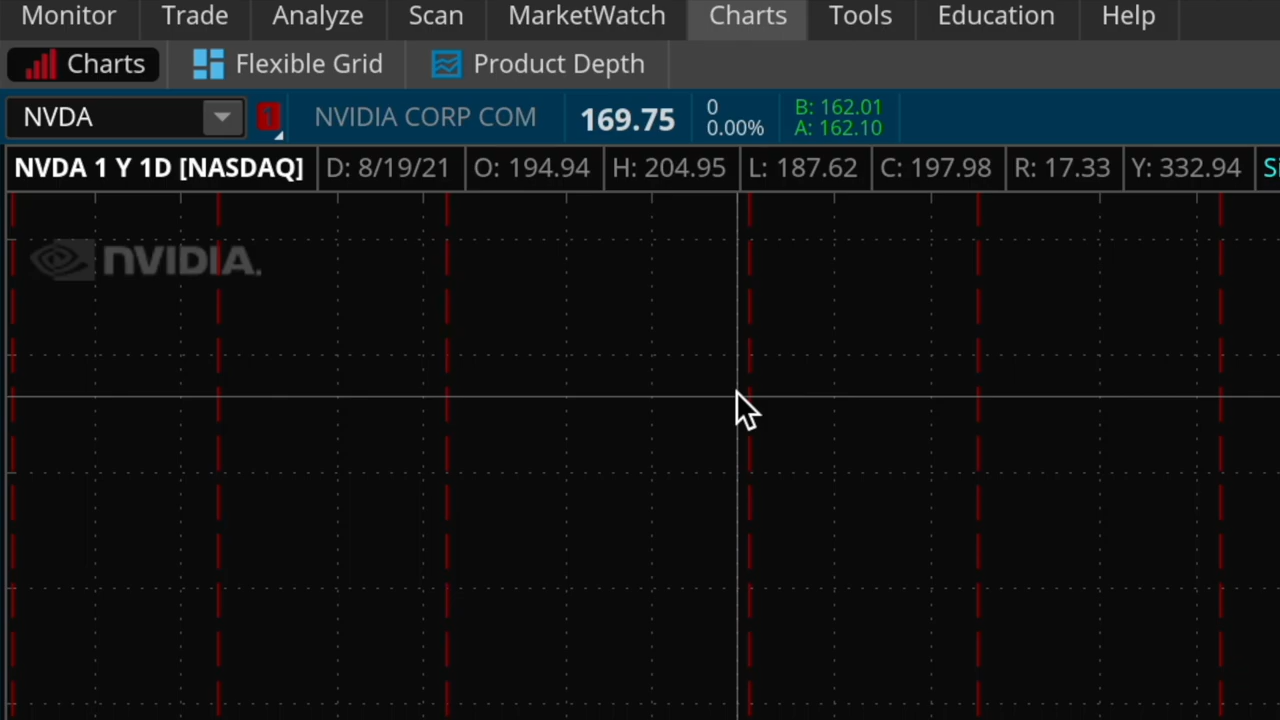 Monitor Trade Analyze Scan MarketWatch Charts Tools Education Help
Charts Flexible Grid Product Depth
NVDA 1 NVIDIA CORP COM 169.75 0 0.00% B: 162.01 A: 162.10
NVDA 1 Y 1D [NASDAQ] D: 8/19/21 O: 194.94 H: 204.95 L: 187.62 C: 197.98 R: 17.33 Y: 332.94
NVIDIA.